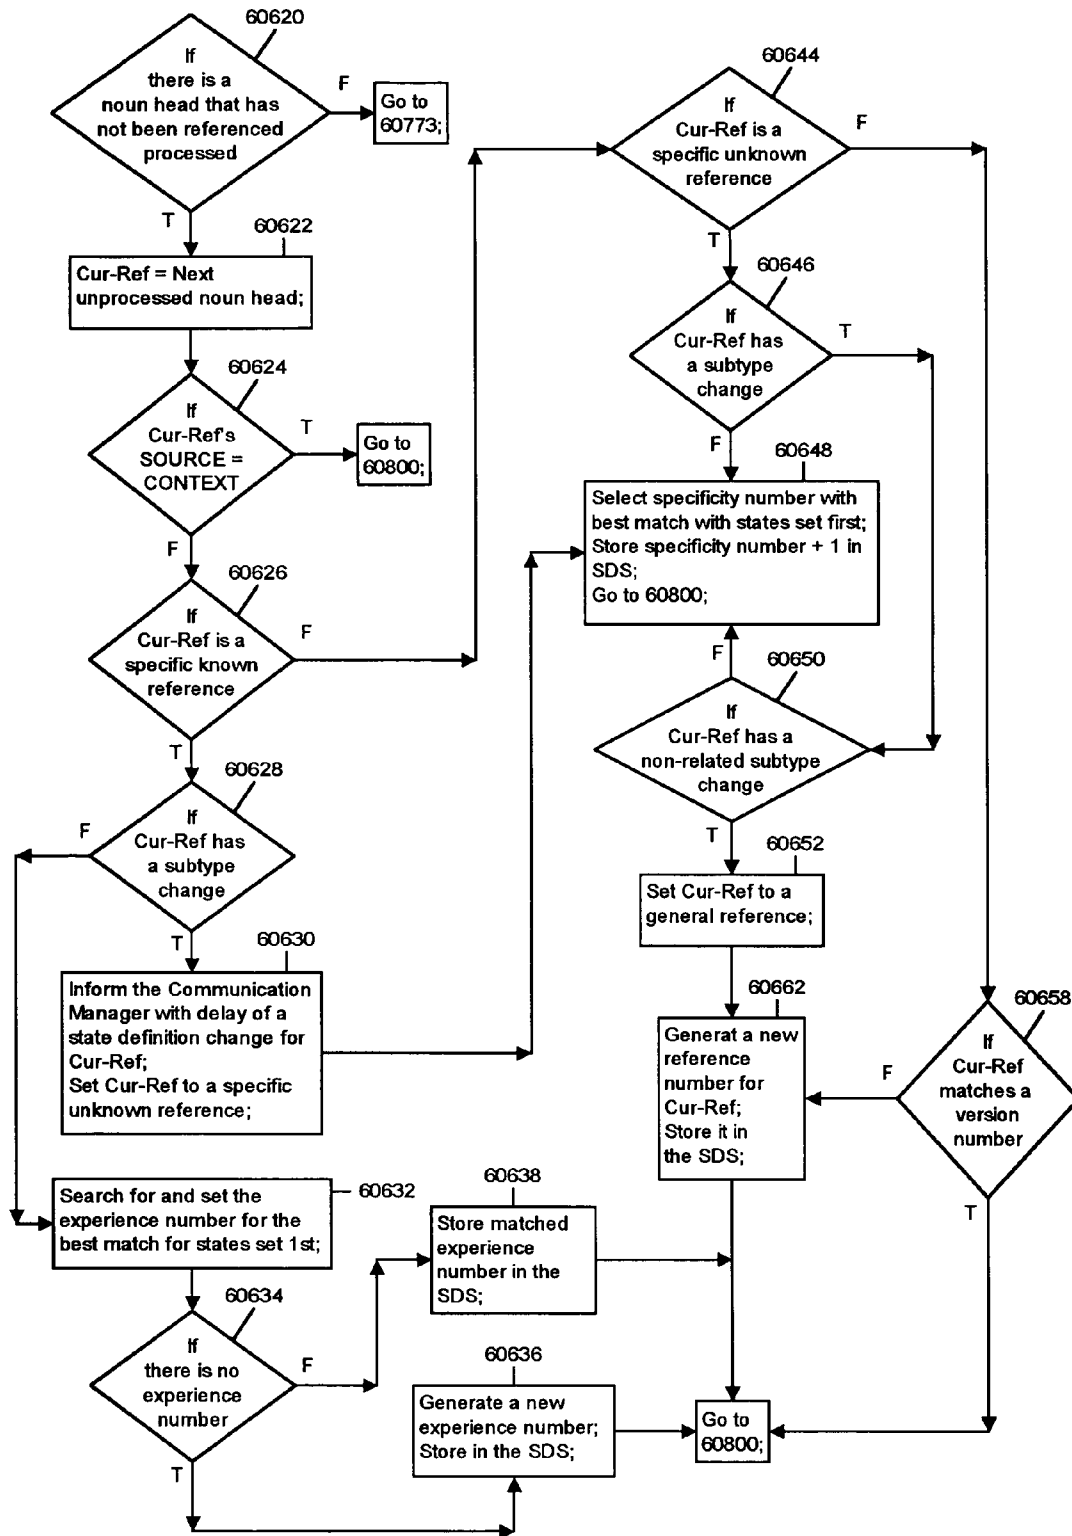 60620
If
there is a
noun head that has
not been referenced
processed
F
Go to
60773;
T
60622
Cur-Ref = Next
unprocessed noun head;
60624
If
Cur-Ref's
SOURCE =
CONTEXT
T
Go to
60800;
F
60626
If
Cur-Ref is a
specific known
reference
F
T
60628
If
Cur-Ref has
a subtype
change
F
T
60630
Inform the Communication
Manager with delay of a
state definition change for
Cur-Ref;
Set Cur-Ref to a specific
unknown reference;
60632
Search for and set the
experience number for the
best match for states set 1st;
60634
If
there is no
experience
number
F
T
60638
Store matched
experience
number in the
SDS;
60636
Generate a new
experience number;
Store in the SDS;
60644
If
Cur-Ref is a
specific unknown
reference
F
T
60646
If
Cur-Ref has
a subtype
change
T
F
60648
Select specificity number with
best match with states set first;
Store specificity number + 1 in
SDS;
Go to 60800;
F
60650
If
Cur-Ref has a
non-related subtype
change
T
60652
Set Cur-Ref to a
general reference;
60662
Generat a new
reference
number for
Cur-Ref;
Store it in
the SDS;
60658
If
Cur-Ref
matches a
version
number
F
T
Go to
60800;